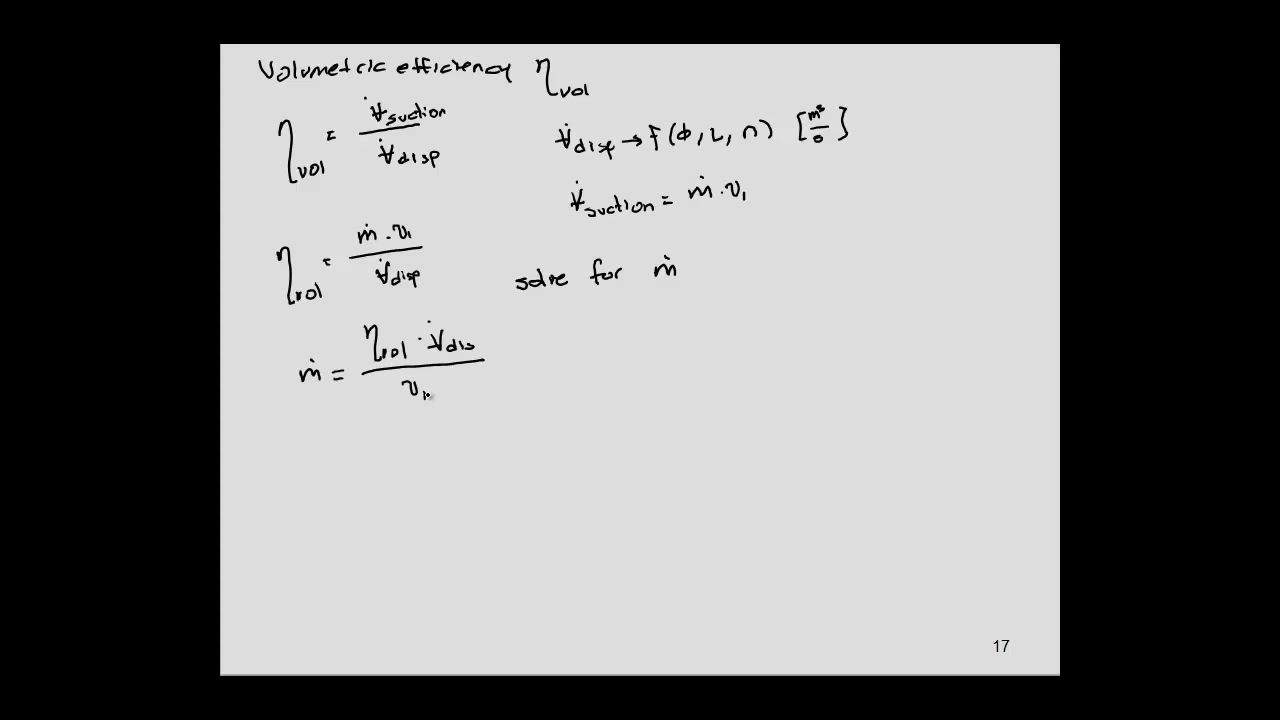 Volumetric efficiency η_vol
η_vol = V̇_suction / V̇_disp
V̇_disp → F(ϕ, L, n) [m³/s]
V̇_suction = ṁ · v₁
η_vol = ṁ · v₁ / V̇_disp
solve for ṁ
ṁ = η_vol · V̇_dis / v₁
17